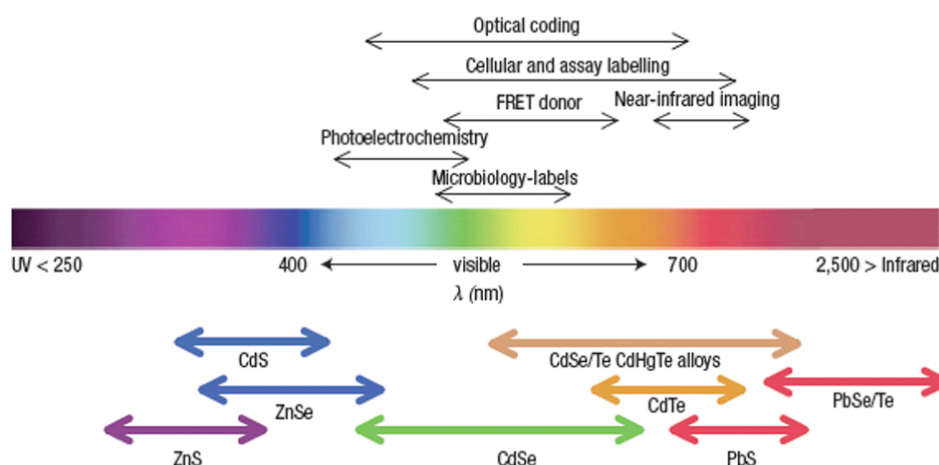 Optical coding
Cellular and assay labelling
FRET donor
Near-infrared imaging
Photoelectrochemistry
Microbiology-labels
UV < 250 400 visible 700 2,500 > Infrared
λ (nm)
CdS
CdSe/Te CdHgTe alloys
ZnSe
CdTe
PbSe/Te
ZnS
CdSe
PbS